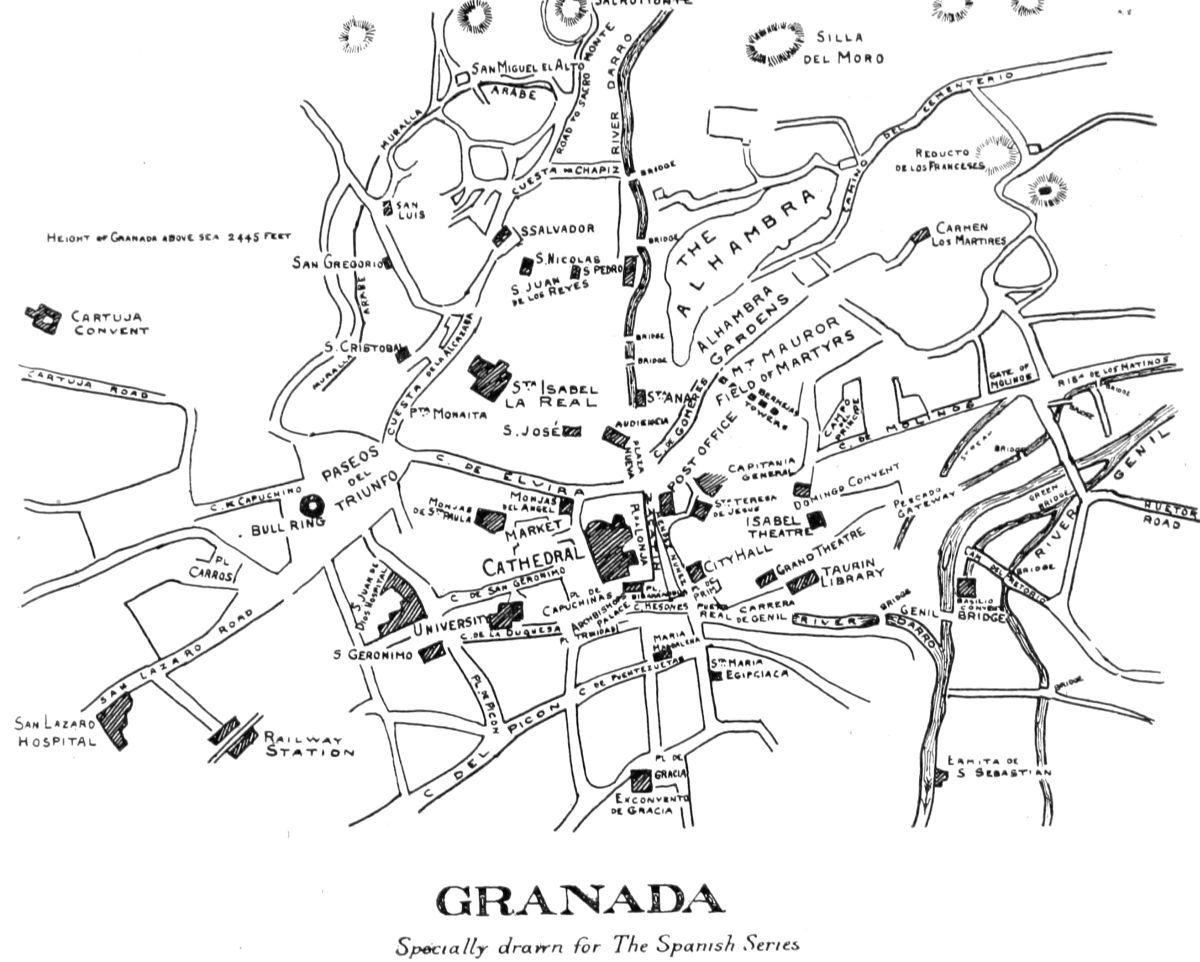 SACROMONTE
SILLA
DEL MORO
SAN MIGUEL EL ALTO
ARABE
MURALLA
ROAD TO SACRO MONTE
RIVER DARRO
CAMINO DEL CEMENTERIO
REDUCTO
DE LOS FRANCESES
CUESTA DE CHAPIZ
BRIDGE
SAN
LUIS
HEIGHT OF GRANADA ABOVE SEA 2445 FEET
SSALVADOR
BRIDGE
THE
ALHAMBRA
CARMEN
LOS MARTIRES
SAN GREGORIO
S. NICOLAS
S PEDRO
S JUAN
DE LOS REYES
MURALLA ARABE
CARTUJA
CONVENT
ALHAMBRA
GARDENS
S. CRISTOBAL
CUESTA DE LA ALCAZABA
BRIDGE
BRIDGE
MT MAUROR
FIELD OF MARTYRS
CARTUJA ROAD
STA ISABEL
LA REAL
STA ANA
BERMEJAS
TOWERS
CAMPO
DEL
PRINCIPE
GATE OF
MOLINOS
RIBA DE LOS MATINOS
BRIDGE
BRIDGE
PTA MONAITA
S. JOSÉ
AUDIENCIA
PLAZA
NUEVA
C. DE GOMERES
C. DE MOLINOS
STREAM
BRIDGE
PASEOS
DEL
TRIUNFO
C. DE ELVIRA
POST OFFICE
CAPITANIA
GENERAL
DOMINGO CONVENT
GENIL
C. DE CAPUCHINO
BULL RING
MONJAS
DE STA PAULA
MONJAS
DEL ANGEL
MARKET
CATHEDRAL
P. DE LONJA
ZACATIN
STA TERESA
DE JESUS
ISABEL
THEATRE
PESCADO
GATEWAY
GREEN
BRIDGE
HUETOR
ROAD
RIVER
PL
CARROS
S. JUAN DE
DIOS HOSPITAL
C. DE SAN GERONIMO
CITY HALL
GRAND THEATRE
TAURIN
LIBRARY
BRIDGE
SAN LAZARO ROAD
UNIVERSITY
PL DE
CAPUCHINAS
ARCHBISHOPS
PALACE
PL.
BIBARRAMBLA
C. MESONES
PL DE
PRIM
PUERTA
REAL
CARRERA
DE GENIL
RIVER
DARRO
BRIDGE
GENIL
BASILIO
CONVENT
BRIDGE
S GERONIMO
C. DE LA DUQUESA
PL
TRINIDAD
MARIA
MAGDALENA
STA MARIA
EGIPCIACA
C. DE PUENTEZUETAS
PL. DE PICON
C DEL PICON
BRIDGE
SAN LAZARO
HOSPITAL
RAILWAY
STATION
PL DE
GRACIA
EXCONVENTO
DE GRACIA
ERMITA DE
S SEBASTIAN
GRANADA
Specially drawn for The Spanish Series